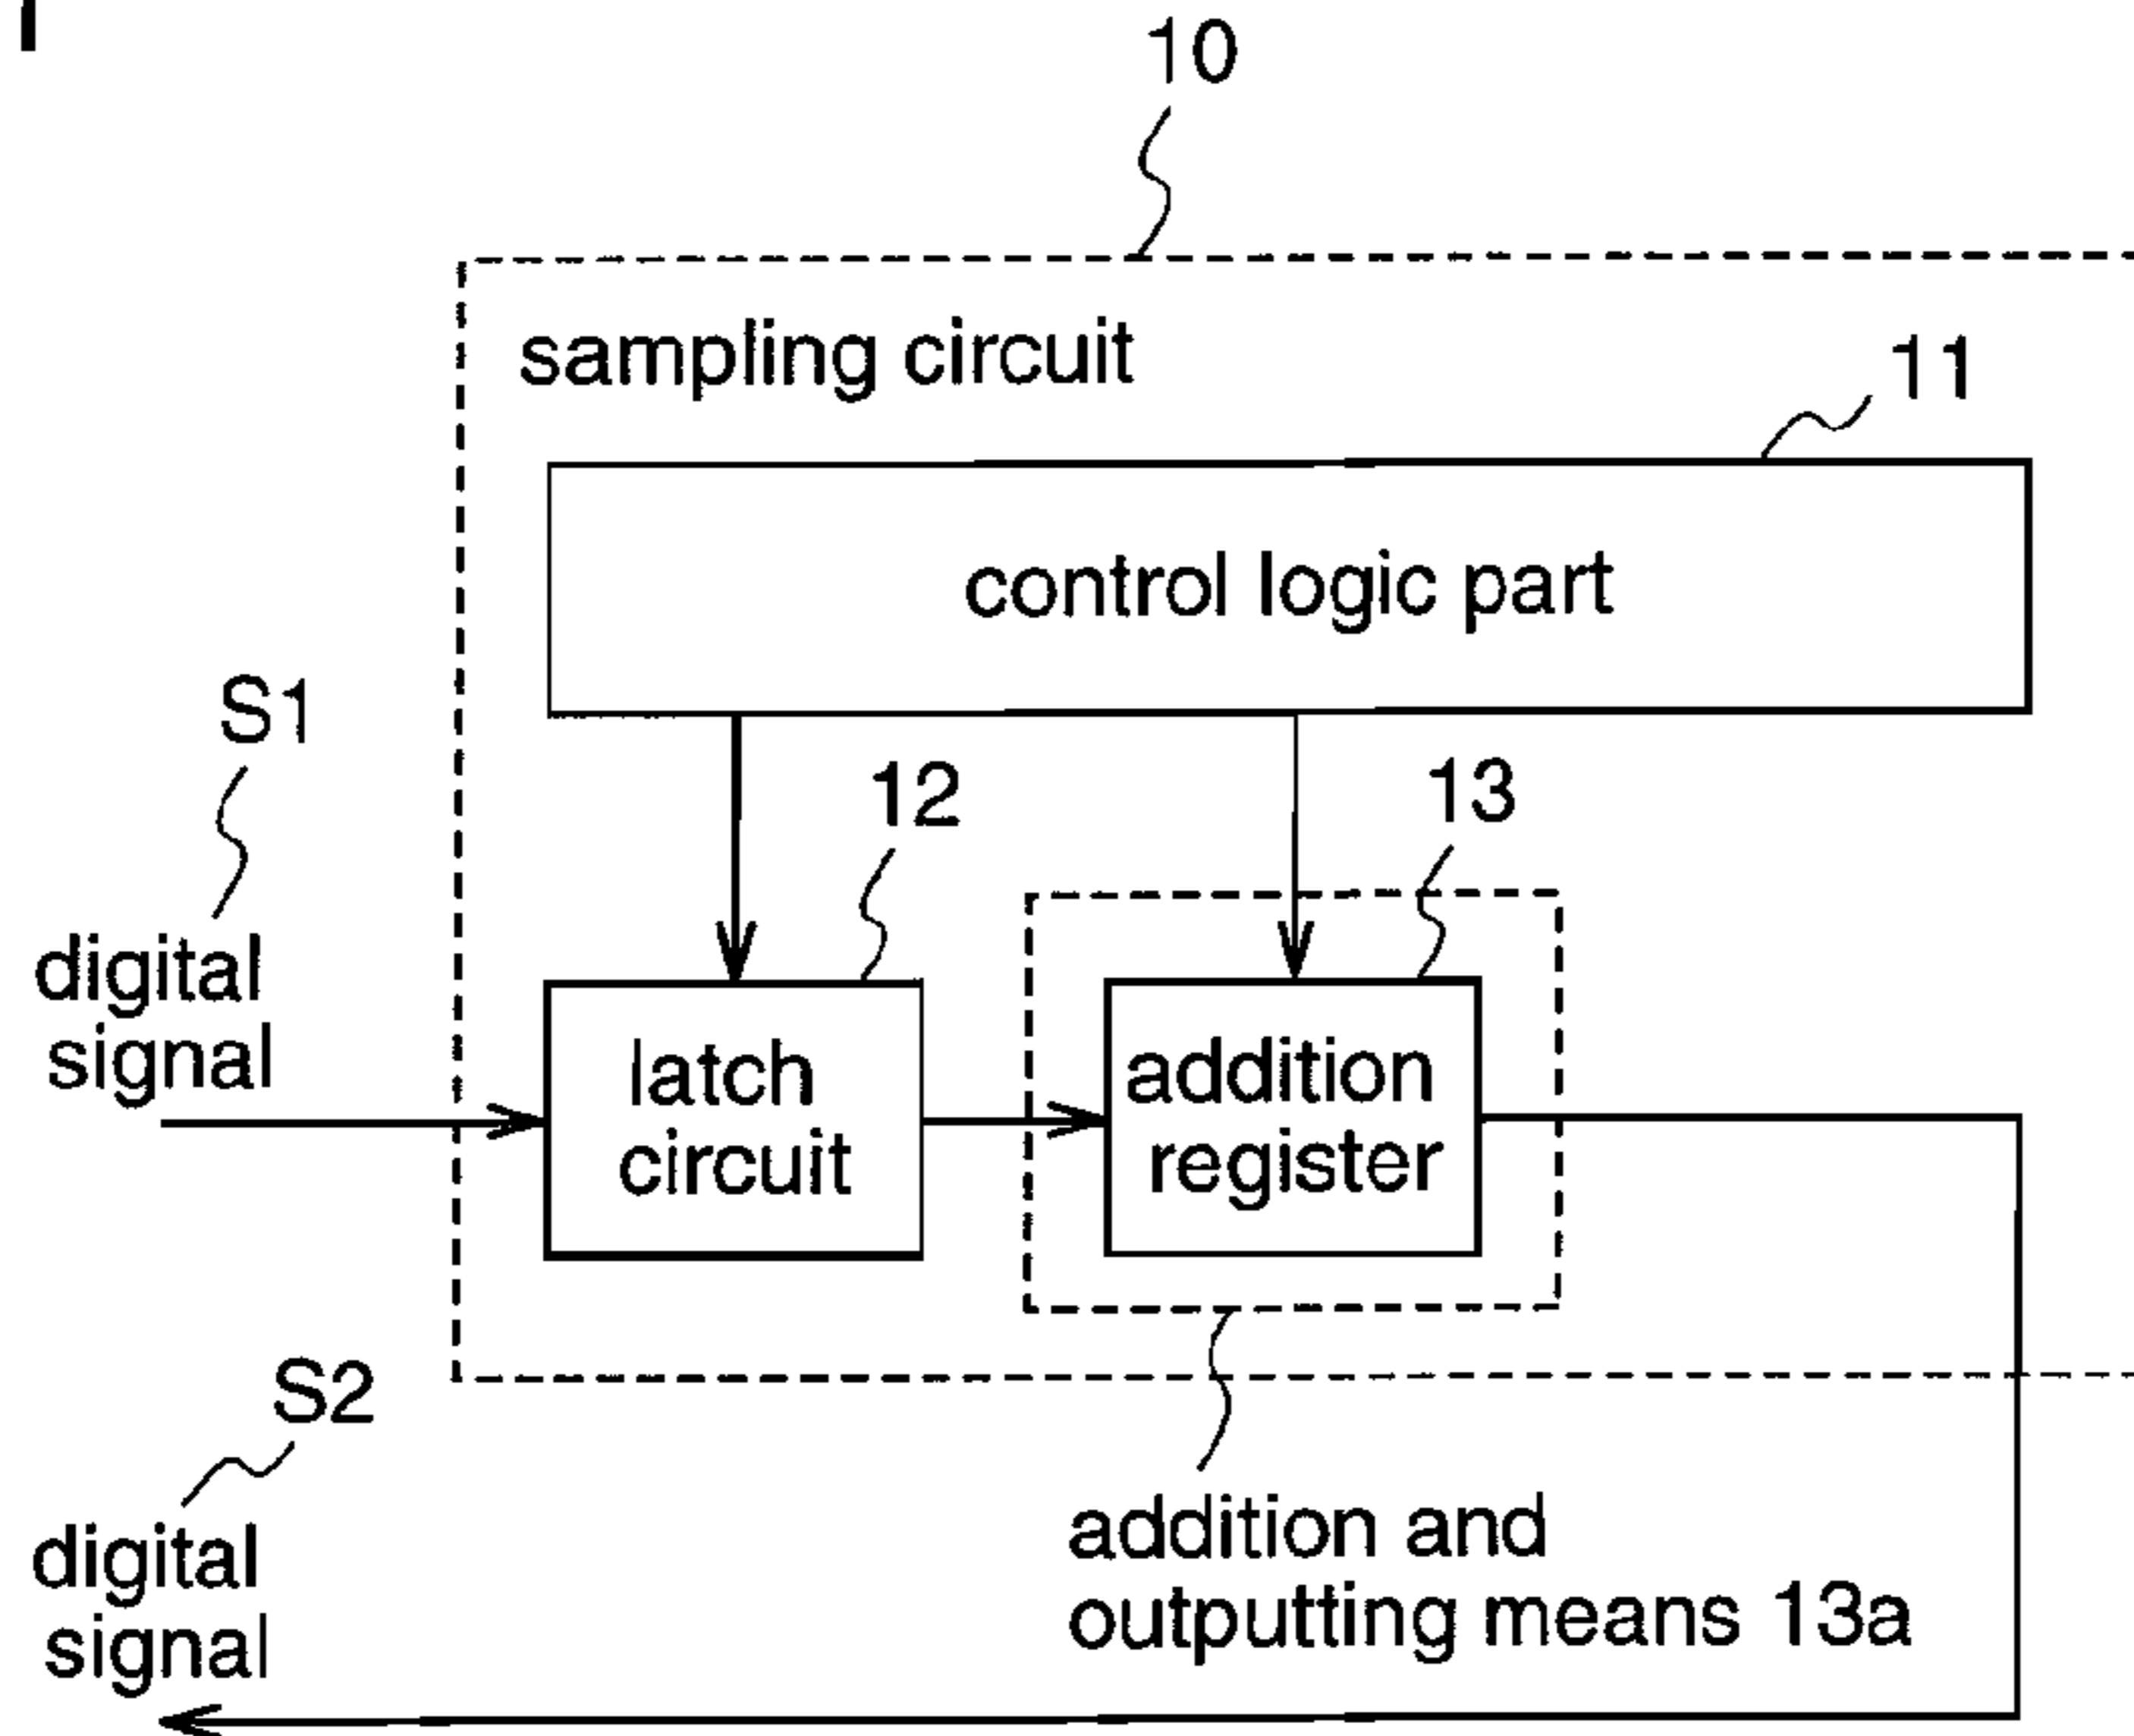 10
sampling circuit
11
control logic part
S1
12
13
digital
signal
latch
circuit
addition
register
S2
digital
signal
addition and
outputting means 13a